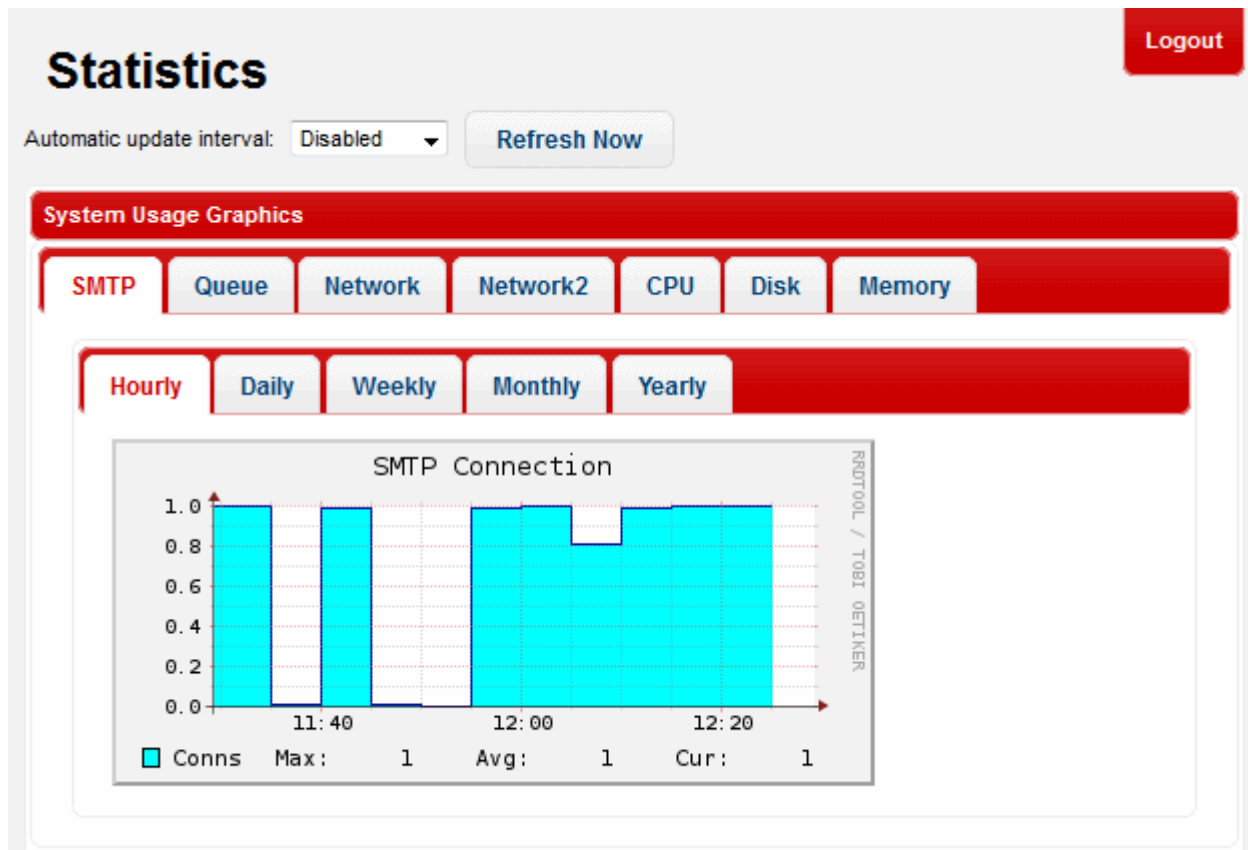 Logout
Statistics
Automatic update interval: Disabled Refresh Now
System Usage Graphics
SMTP Queue Network Network2 CPU Disk Memory
Hourly Daily Weekly Monthly Yearly
SMTP Connection
1.0
0.8
0.6
0.4
0.2
0.0
11:40 12:00 12:20
Conns Max: 1 Avg: 1 Cur: 1
RRDTOOL / TOBI OETIKER